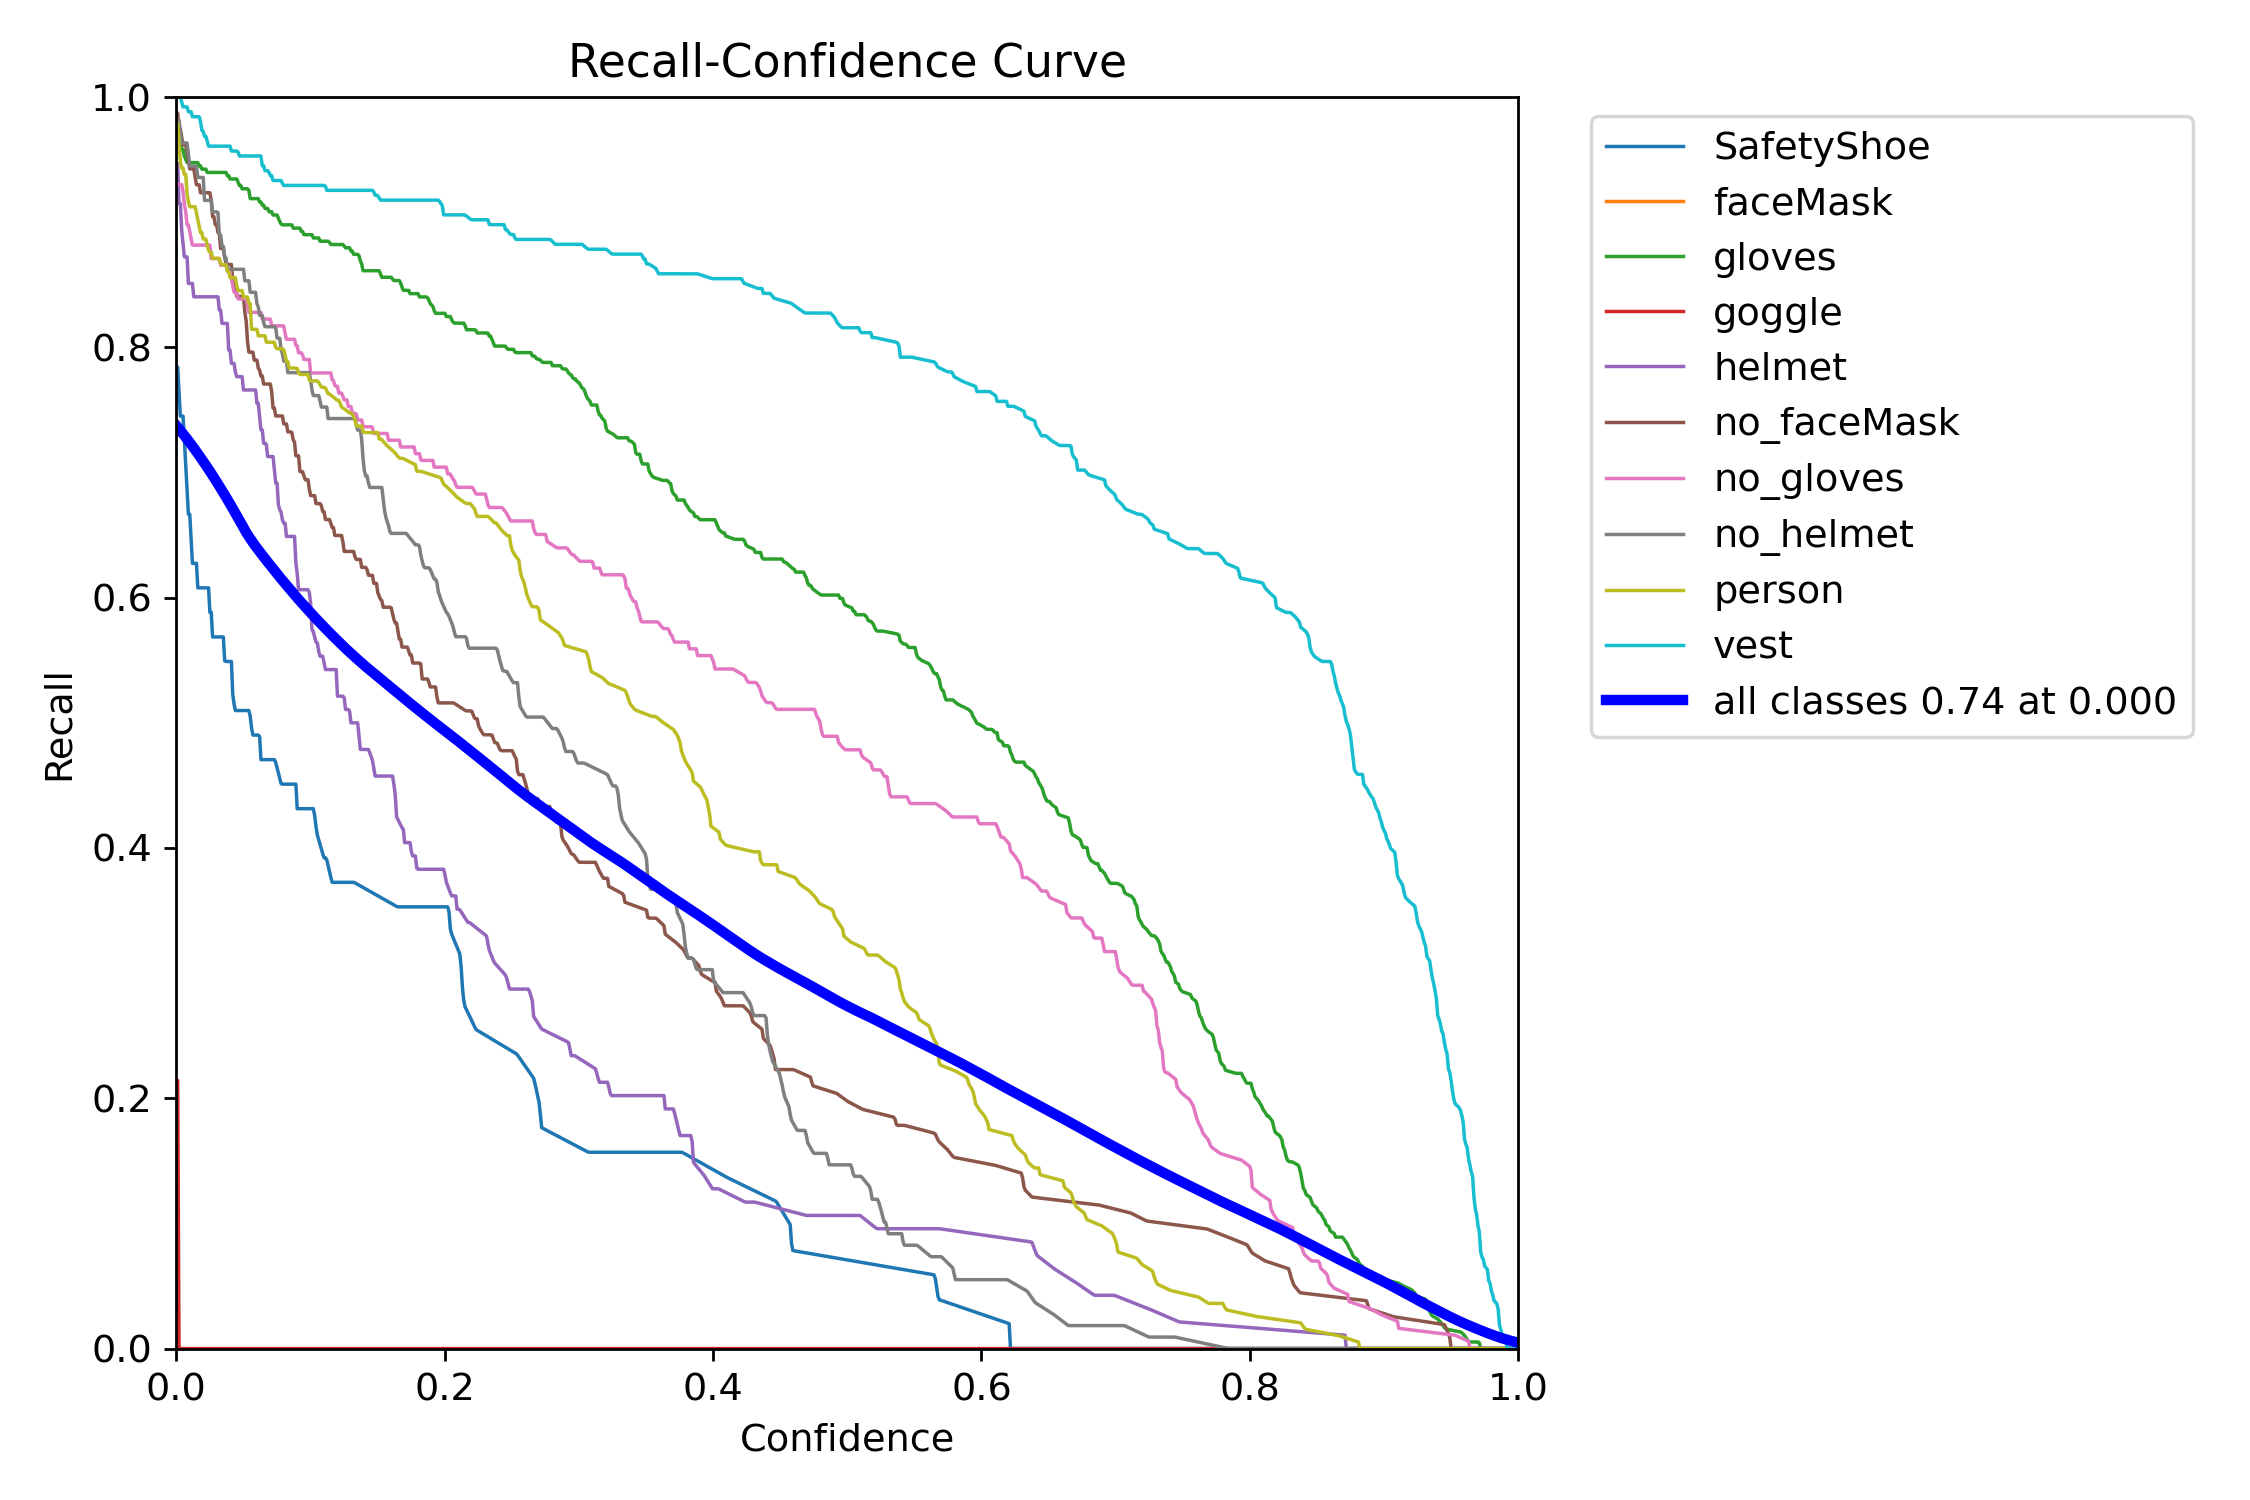 Recall-Confidence Curve
1.0
0.8
0.6
0.4
0.2
0.0
Recall
0.0 0.2 0.4 0.6 0.8 1.0
Confidence
SafetyShoe
faceMask
gloves
goggle
helmet
no_faceMask
no_gloves
no_helmet
person
vest
all classes 0.74 at 0.000